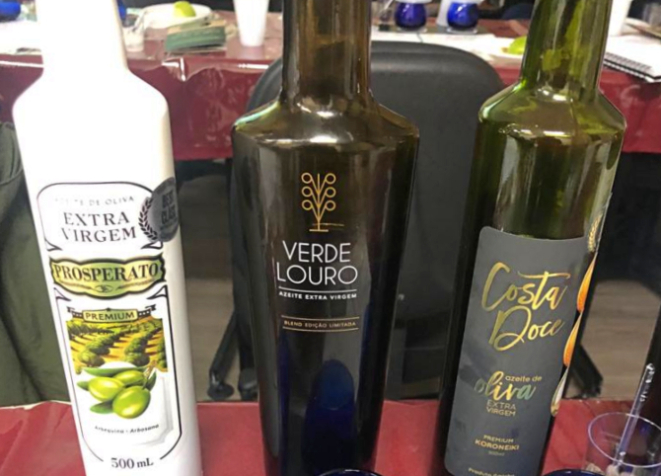 AZEITE DE OLIVA
EXTRA
VIRGEM
PROSPERATO
PREMIUM
Arbequina • Arbosana
500 mL
VERDE
LOURO
AZEITE EXTRA VIRGEM
BLEND EDIÇÃO LIMITADA
Costa
Doce
azeite de
oliva
EXTRA
VIRGEM
PREMIUM
KORONEIKI